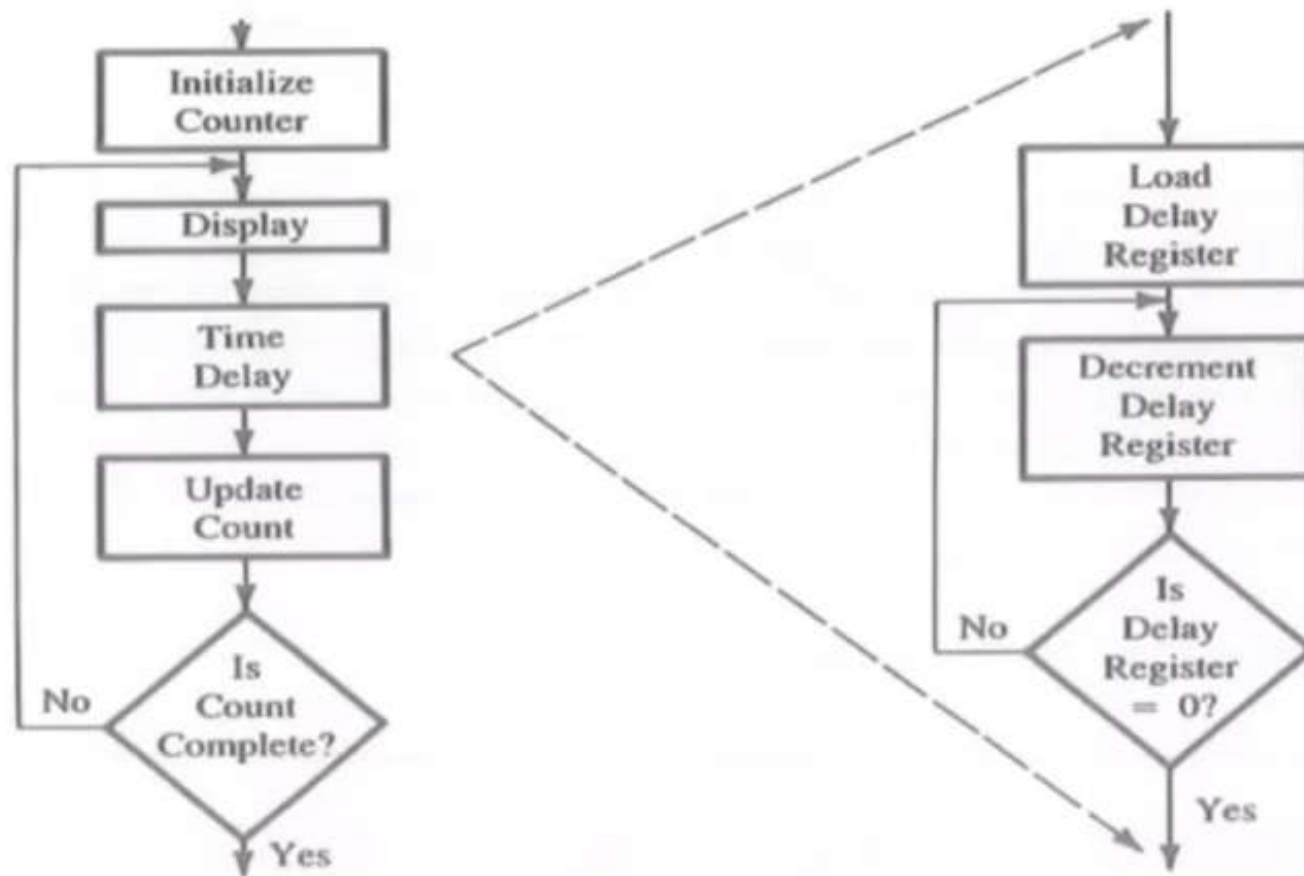 Initialize
Counter
Display
Time
Delay
Update
Count
Is
Count
Complete?
No
Yes
Load
Delay
Register
Decrement
Delay
Register
Is
Delay
Register
= 0?
No
Yes